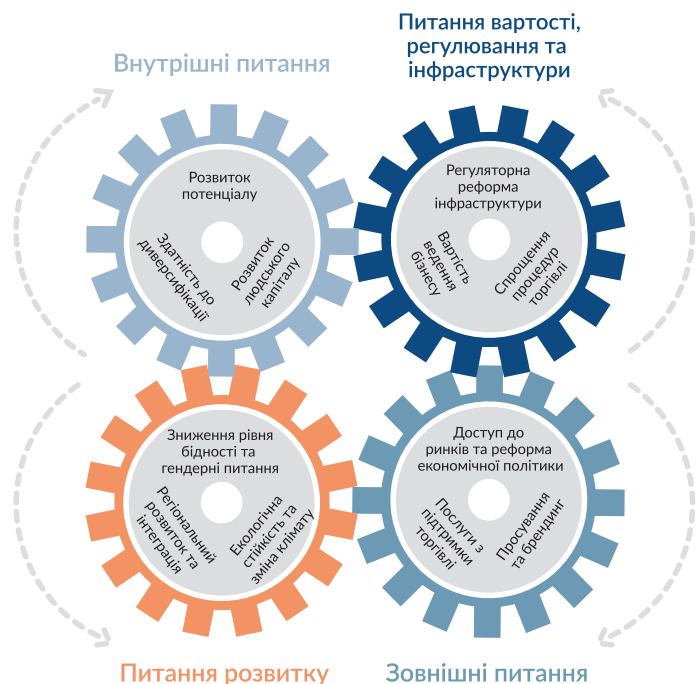 Внутрішні питання
Питання вартості,
регулювання та
інфраструктури
Розвиток
потенціалу
Здатність до
диверсифікації
Розвиток
людського
капіталу
Регуляторна
реформа
інфраструктури
Вартість
ведення
бізнесу
Спрощення
процедур
торгівлі
Зниження рівня
бідності та
гендерні питання
Регіональний
розвиток та
інтеграція
Екологічна
стійкість та
зміна клімату
Доступ до
ринків та реформа
економічної політики
Послуги з
підтримки
торгівлі
Просування
та брендинг
Питання розвитку
Зовнішні питання